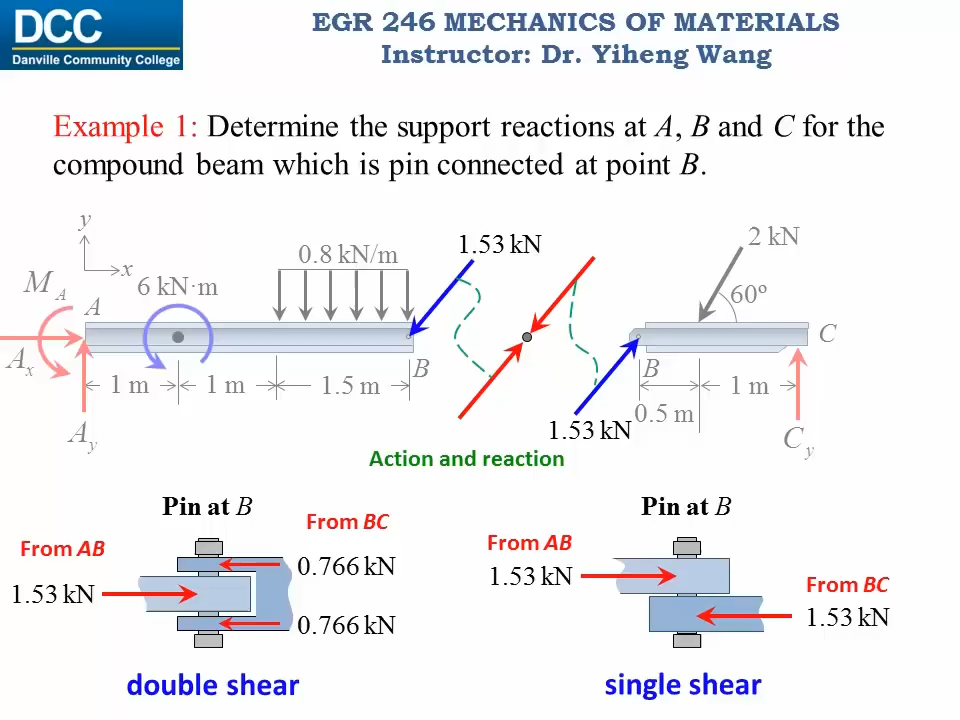 DCC
Danville Community College
EGR 246 MECHANICS OF MATERIALS
Instructor: Dr. Yiheng Wang
Example 1: Determine the support reactions at A, B and C for the
compound beam which is pin connected at point B.
y
x
M_A
A
6 kN·m
0.8 kN/m
1.53 kN
2 kN
60º
A_x
B
B
C
1 m
1 m
1.5 m
0.5 m
1 m
A_y
1.53 kN
C_y
Action and reaction
Pin at B
From AB
From BC
1.53 kN
0.766 kN
0.766 kN
double shear
Pin at B
From AB
1.53 kN
From BC
1.53 kN
single shear